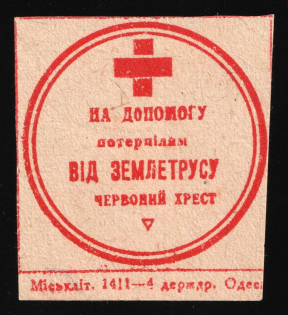 НА ДОПОМОГУ
потерпілим
ВІД ЗЕМЛЕТРУСУ
ЧЕРВОНИЙ ХРЕСТ
Міськліт. 1411—4 держдр. Одес